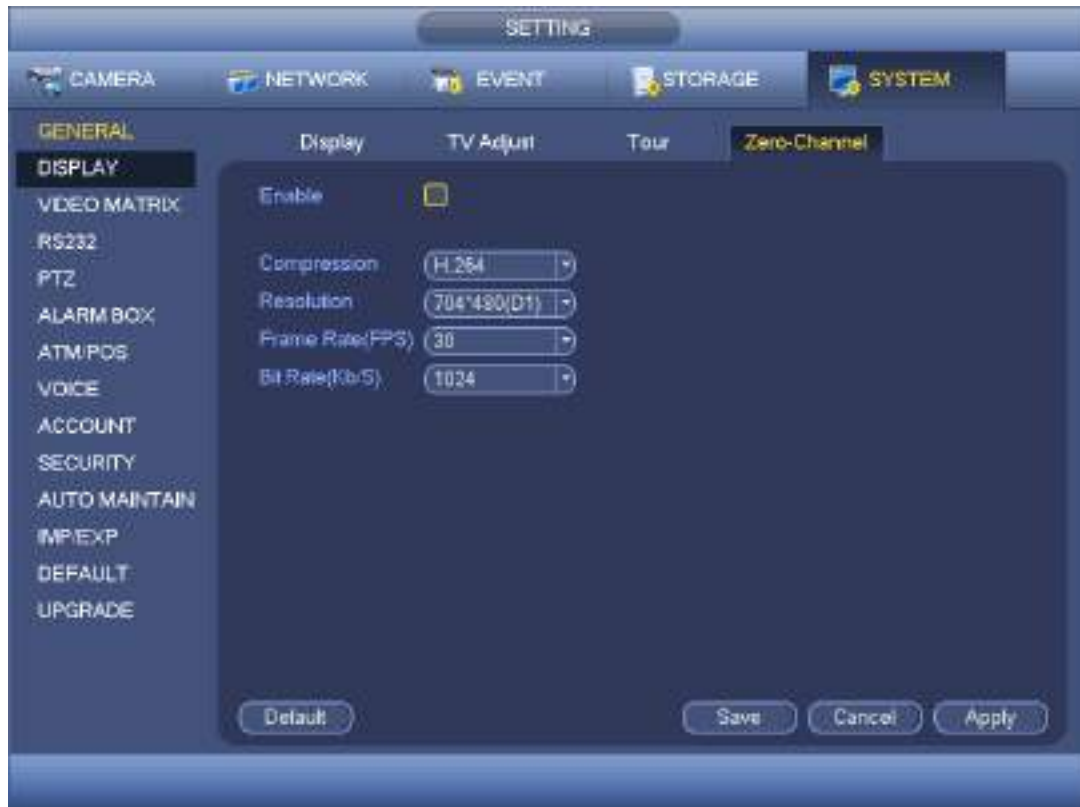 SETTING
CAMERA NETWORK EVENT STORAGE SYSTEM
GENERAL
DISPLAY
VIDEO MATRIX
RS232
PTZ
ALARM BOX
ATM/POS
VOICE
ACCOUNT
SECURITY
AUTO MAINTAIN
IMP/EXP
DEFAULT
UPGRADE
Display TV Adjust Tour Zero-Channel
Enable
Compression H.264
Resolution 704*480(D1)
Frame Rate(FPS) 30
Bit Rate(Kb/S) 1024
Default Save Cancel Apply